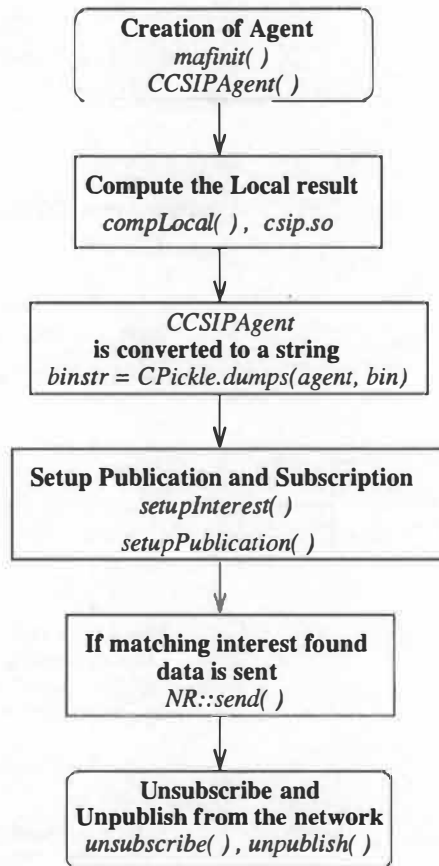 Creation of Agent
mafinit( )
CCSIPAgent( )
Compute the Local result
compLocal( ), csip.so
CCSIPAgent
is converted to a string
binstr = CPickle.dumps(agent, bin)
Setup Publication and Subscription
setupInterest( )
setupPublication( )
If matching interest found
data is sent
NR::send( )
Unsubscribe and
Unpublish from the network
unsubscribe( ), unpublish( )